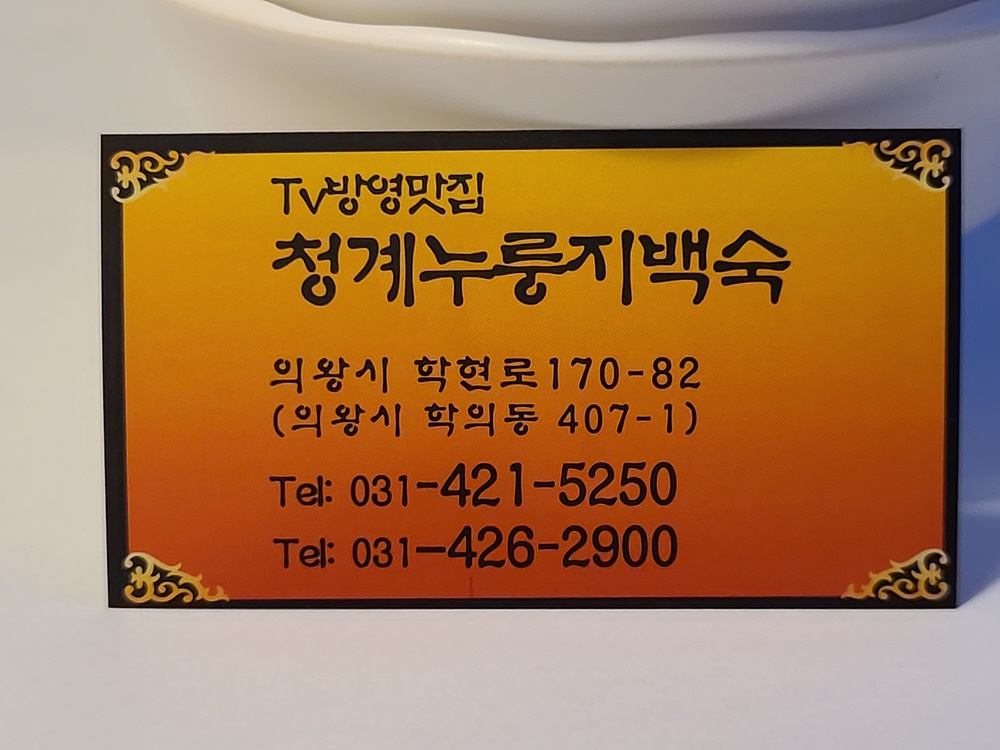 Tv방영맛집
청계누룽지백숙
의왕시 학현로170-82
(의왕시 학의동 407-1)
Tel: 031-421-5250
Tel: 031-426-2900